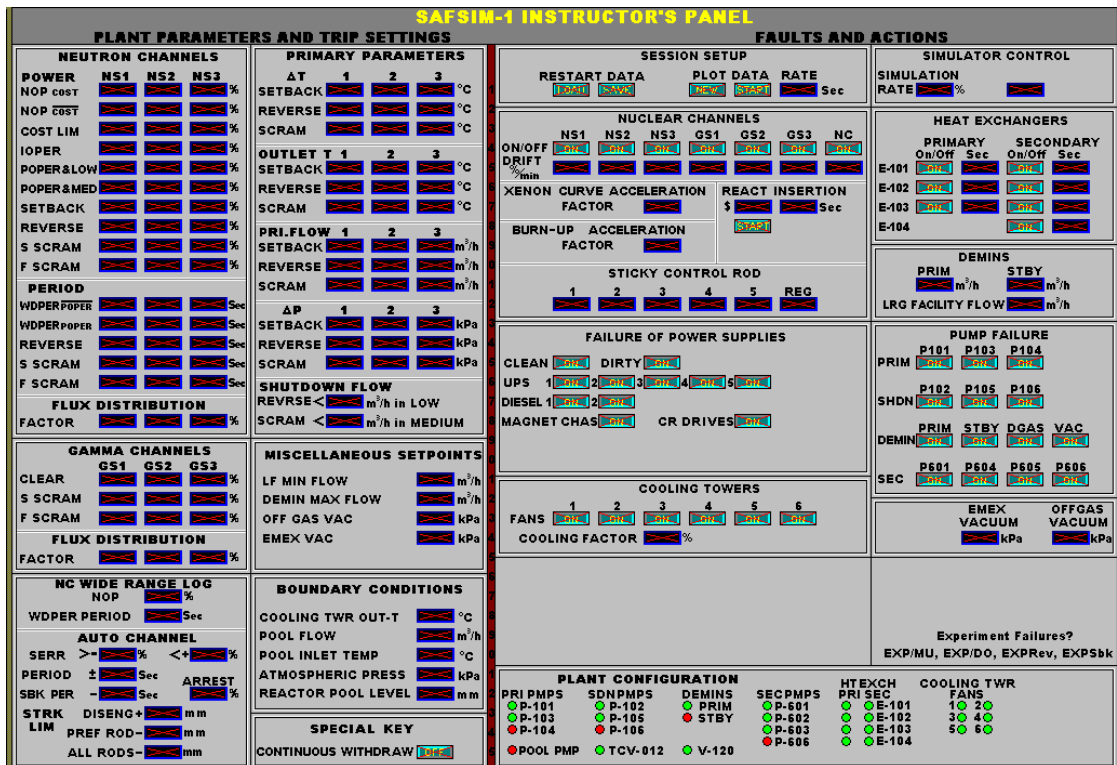 SAFSIM-1 INSTRUCTOR'S PANEL
PLANT PARAMETERS AND TRIP SETTINGS
NEUTRON CHANNELS
POWER NS1 NS2 NS3
NOP COST %
NOP COST %
COST LIM %
IOPER %
POPER&LOW %
POPER&MED %
SETBACK %
REVERSE %
S SCRAM %
F SCRAM %
PERIOD
WDPER POPER Sec
WDPER POPER Sec
REVERSE Sec
S SCRAM Sec
F SCRAM Sec
FLUX DISTRIBUTION
FACTOR %
GAMMA CHANNELS
GS1 GS2 GS3
CLEAR %
S SCRAM %
F SCRAM %
FLUX DISTRIBUTION
FACTOR %
NC WIDE RANGE LOG
NOP %
WDPER PERIOD Sec
AUTO CHANNEL
SERR >- % <+ %
PERIOD ± Sec ARREST
SBK PER - Sec %
STRK LIM DISENG+ mm
PREF ROD- mm
ALL RODS- mm
PRIMARY PARAMETERS
ΔT 1 2 3
SETBACK °C
REVERSE °C
SCRAM °C
OUTLET T 1 2 3
SETBACK °C
REVERSE °C
SCRAM °C
PRI.FLOW 1 2 3
SETBACK m³/h
REVERSE m³/h
SCRAM m³/h
ΔP 1 2 3
SETBACK kPa
REVERSE kPa
SCRAM kPa
SHUTDOWN FLOW
REVRSE < m³/h in LOW
SCRAM < m³/h in MEDIUM
MISCELLANEOUS SETPOINTS
LF MIN FLOW m³/h
DEMIN MAX FLOW m³/h
OFF GAS VAC kPa
EMEX VAC kPa
BOUNDARY CONDITIONS
COOLING TWR OUT-T °C
POOL FLOW m³/h
POOL INLET TEMP °C
ATMOSPHERIC PRESS kPa
REACTOR POOL LEVEL mm
SPECIAL KEY
CONTINUOUS WITHDRAW OFF
FAULTS AND ACTIONS
SESSION SETUP
RESTART DATA PLOT DATA RATE
LOAD SAVE NEW START Sec
SIMULATOR CONTROL
SIMULATION
RATE %
NUCLEAR CHANNELS
NS1 NS2 NS3 GS1 GS2 GS3 NC
ON/OFF ON ON ON ON ON ON ON
DRIFT
%/min
XENON CURVE ACCELERATION
FACTOR
BURN-UP ACCELERATION
FACTOR
REACT INSERTION
$ Sec
START
STICKY CONTROL ROD
1 2 3 4 5 REG
FAILURE OF POWER SUPPLIES
CLEAN ON DIRTY ON
UPS 1 ON 2 ON 3 ON 4 ON 5 ON
DIESEL 1 ON 2 ON
MAGNET CHAS ON CR DRIVES ON
COOLING TOWERS
1 2 3 4 5 6
FANS ON ON ON ON ON ON
COOLING FACTOR %
HEAT EXCHANGERS
PRIMARY SECONDARY
On/Off Sec On/Off Sec
E-101 ON ON
E-102 ON ON
E-103 ON ON
E-104 ON
DEMINS
PRIM STBY
m³/h m³/h
LRG FACILITY FLOW m³/h
PUMP FAILURE
P101 P103 P104
PRIM ON ON ON
P102 P105 P106
SHDN ON ON ON
PRIM STBY DGAS VAC
DEMIN ON ON ON ON
P601 P604 P605 P606
SEC ON ON ON ON
EMEX OFFGAS
VACUUM VACUUM
kPa kPa
Experiment Failures?
EXP/MU, EXP/DO, EXPRev, EXPSbk
PLANT CONFIGURATION
PRI PMPS SDNPMPS DEMINS SECPMPS HTEXCH PRI SEC COOLING TWR FANS
P-101 P-102 PRIM P-601 E-101 1 2
P-103 P-105 STBY P-602 E-102 3 4
P-104 P-106 P-603 E-103 5 6
P-606 E-104
POOL PMP TCV-012 V-120